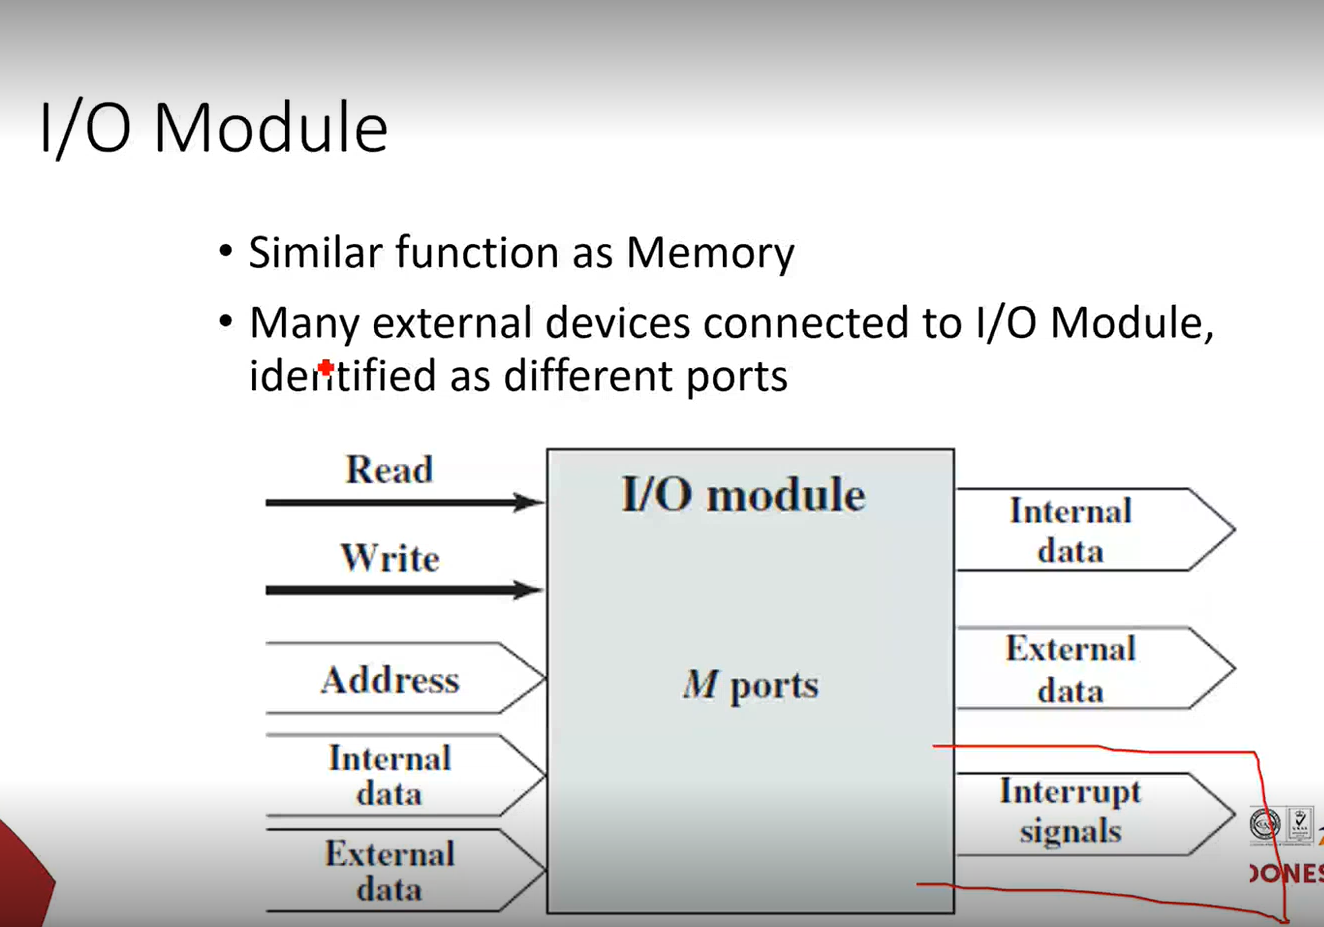 I/O Module
• Similar function as Memory
• Many external devices connected to I/O Module,
identified as different ports
Read
Write
Address
Internal
data
External
data
I/O module
M ports
Internal
data
External
data
Interrupt
signals